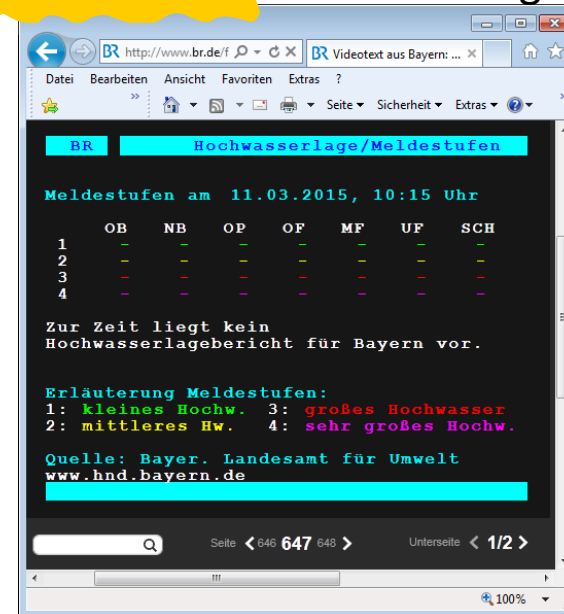 http://www.br.de/f
BR Videotext aus Bayern: ...
Datei Bearbeiten Ansicht Favoriten Extras ?
Seite Sicherheit Extras
BR Hochwasserlage/Meldestufen
Meldestufen am 11.03.2015, 10:15 Uhr
OB NB OP OF MF UF SCH
1 - - - - - - -
2 - - - - - - -
3 - - - - - - -
4 - - - - - - -
Zur Zeit liegt kein
Hochwasserlagebericht für Bayern vor.
Erläuterung Meldestufen:
1: kleines Hochw. 3: großes Hochwasser
2: mittleres Hw. 4: sehr großes Hochw.
Quelle: Bayer. Landesamt für Umwelt
www.hnd.bayern.de
Seite < 646 647 648 > Unterseite < 1/2 >
100%